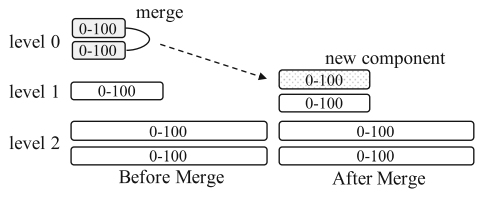 merge
level 0
0-100
0-100
new component
level 1
0-100
0-100
0-100
level 2
0-100
0-100
0-100
0-100
Before Merge
After Merge